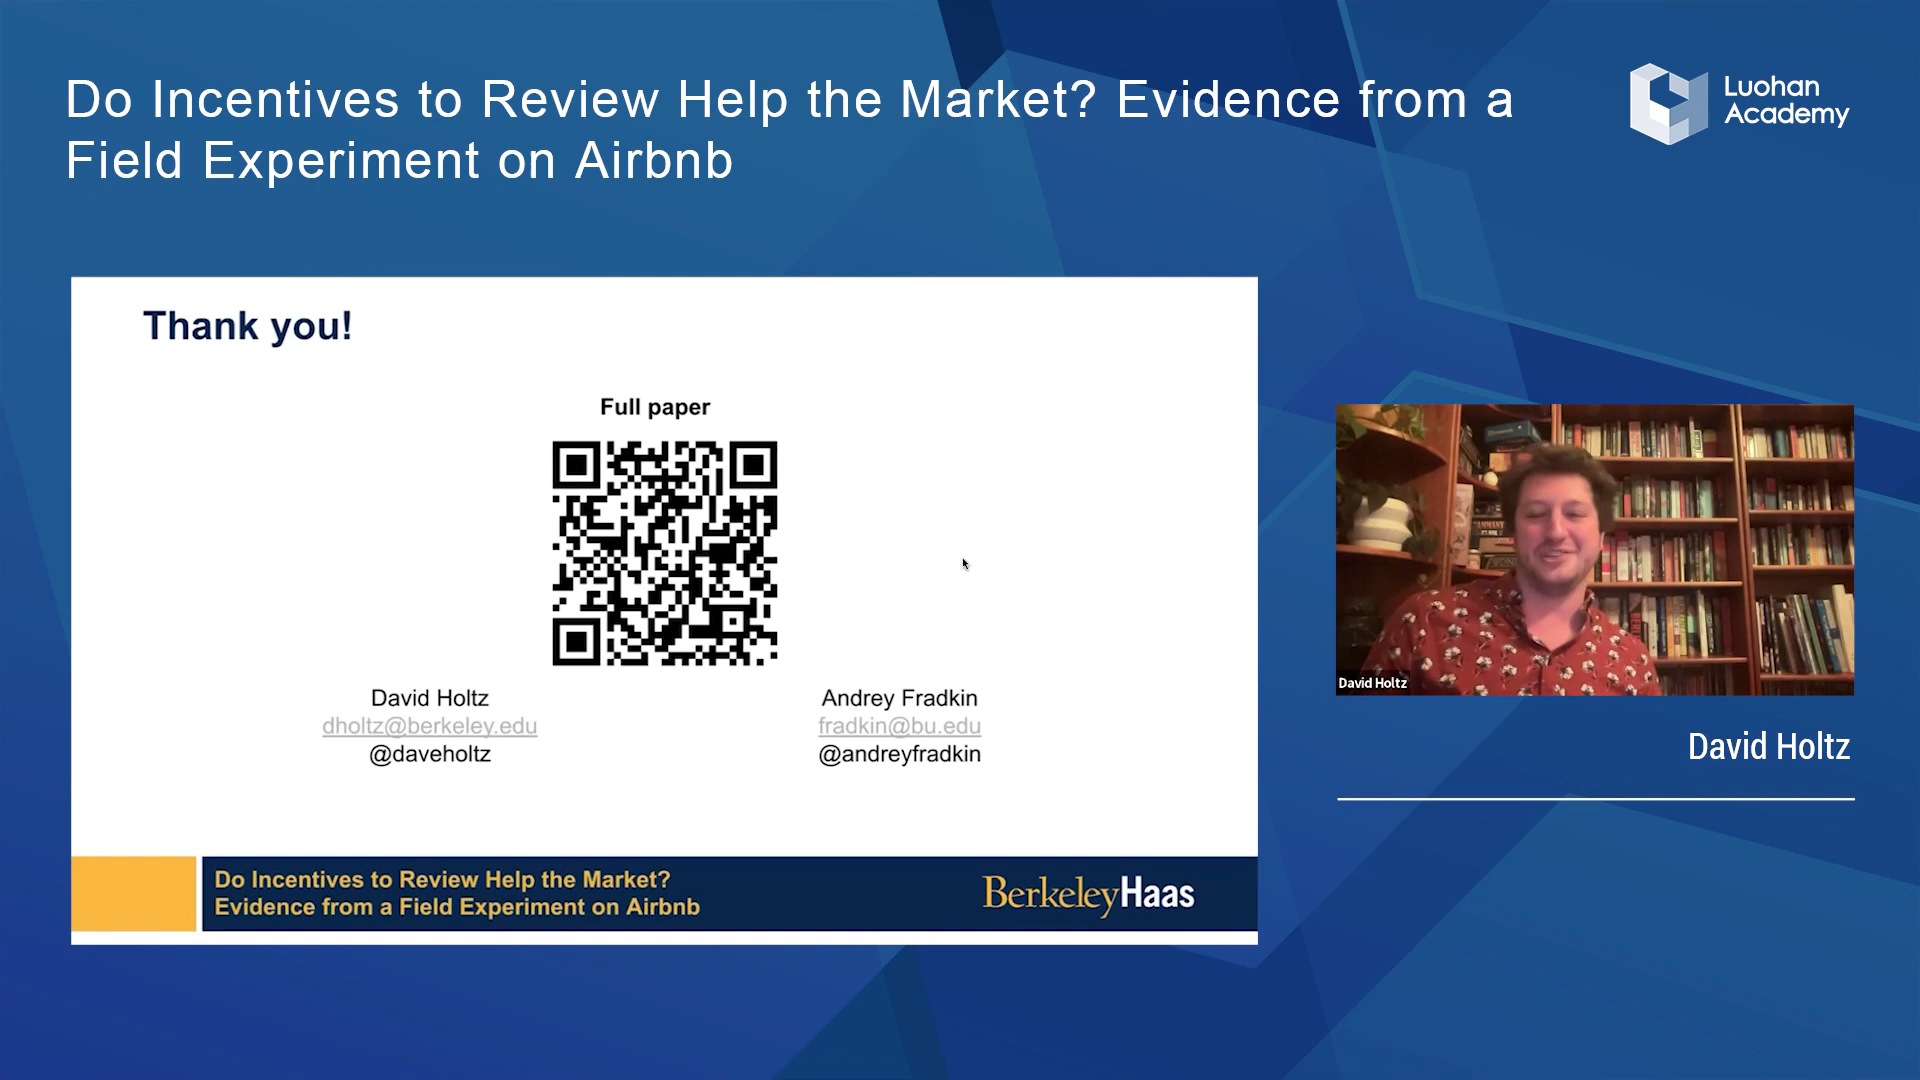 Do Incentives to Review Help the Market? Evidence from a
Field Experiment on Airbnb
Luohan
Academy
Thank you!
Full paper
David Holtz
dholtz@berkeley.edu
@daveholtz
Andrey Fradkin
fradkin@bu.edu
@andreyfradkin
Do Incentives to Review Help the Market?
Evidence from a Field Experiment on Airbnb
BerkeleyHaas
David Holtz
David Holtz